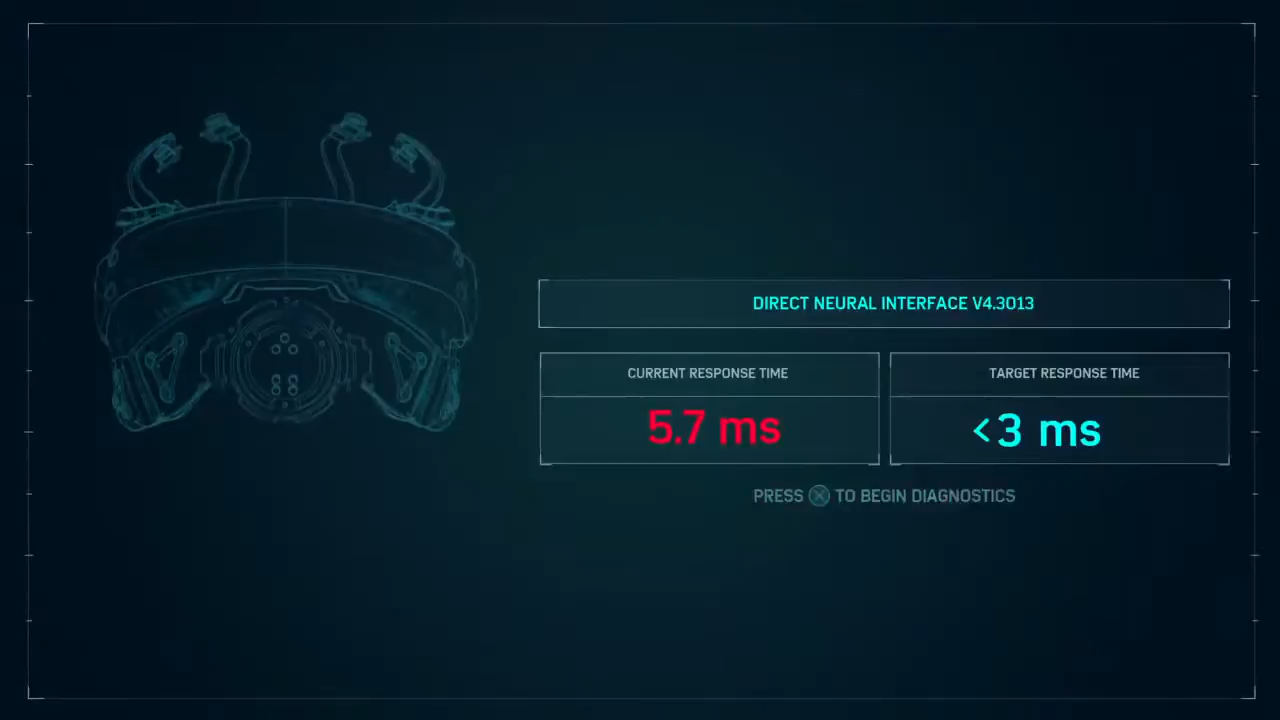 DIRECT NEURAL INTERFACE V4.3013
CURRENT RESPONSE TIME
TARGET RESPONSE TIME
5.7 ms
<3 ms
PRESS ⓧ TO BEGIN DIAGNOSTICS